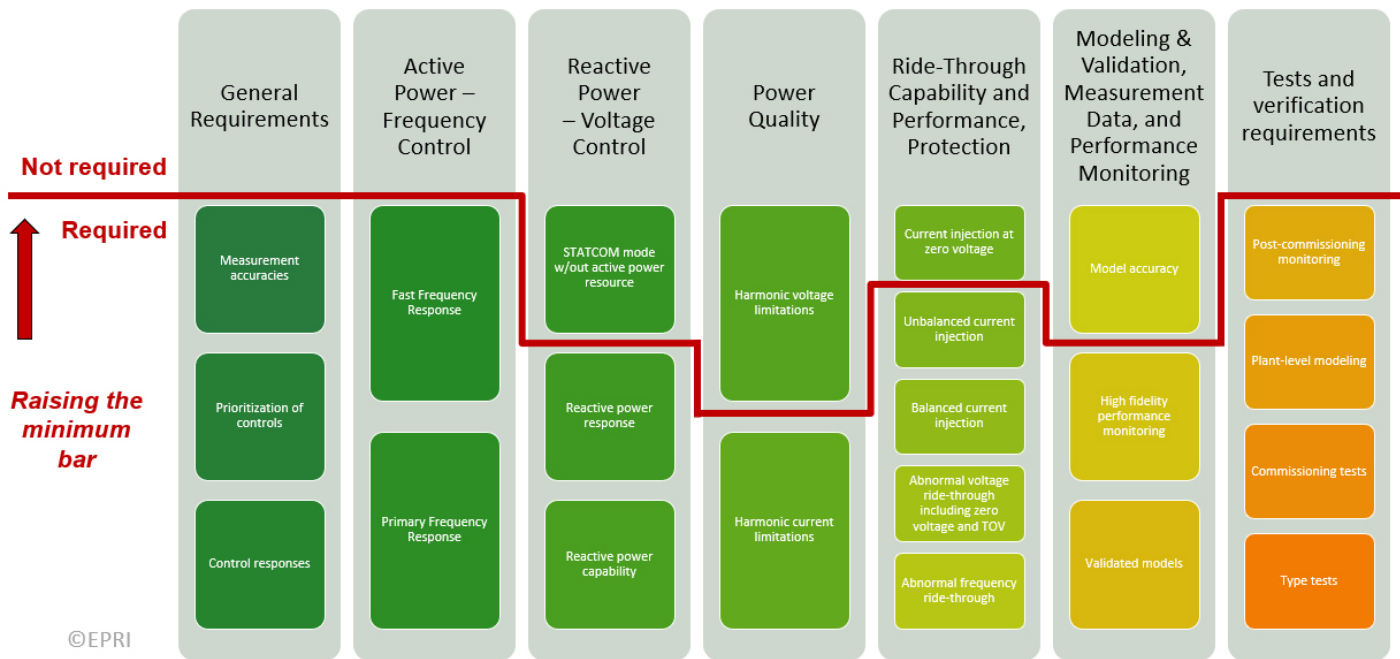 General
Requirements
Active
Power –
Frequency
Control
Reactive
Power
– Voltage
Control
Power
Quality
Ride-Through
Capability and
Performance,
Protection
Modeling &
Validation,
Measurement
Data, and
Performance
Monitoring
Tests and
verification
requirements
Not required
Required
Raising the
minimum
bar
Measurement
accuracies
Prioritization of
controls
Control responses
Fast Frequency
Response
Primary Frequency
Response
STATCOM mode
w/out active power
resource
Reactive power
response
Reactive power
capability
Harmonic voltage
limitations
Harmonic current
limitations
Current injection at
zero voltage
Unbalanced current
injection
Balanced current
injection
Abnormal voltage
ride-through
including zero
voltage and TOV
Abnormal frequency
ride-through
Model accuracy
High fidelity
performance
monitoring
Validated models
Post-commissioning
monitoring
Plant-level modeling
Commissioning tests
Type tests
©EPRI